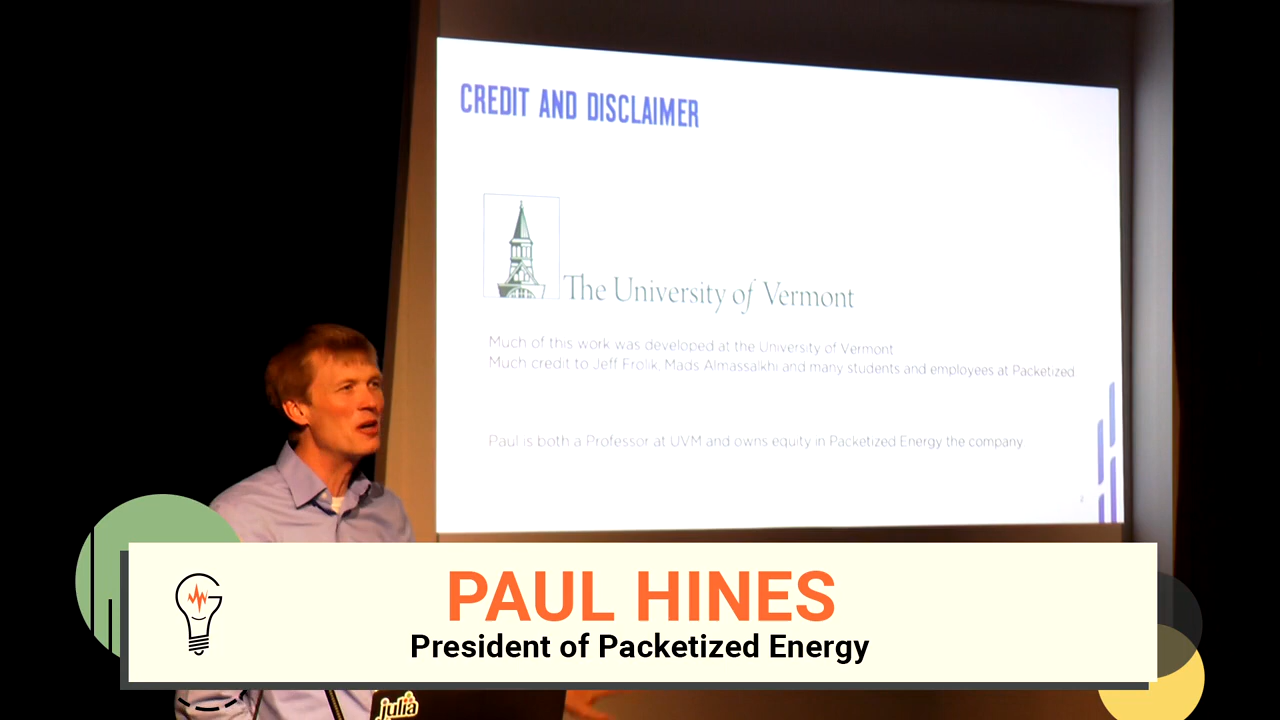 CREDIT AND DISCLAIMER
The University of Vermont
Much of this work was developed at the University of Vermont
Much credit to Jeff Frolik, Mads Almassalkhi and many students and employees at Packetized
Paul is both a Professor at UVM and owns equity in Packetized Energy the company
PAUL HINES
President of Packetized Energy
julia